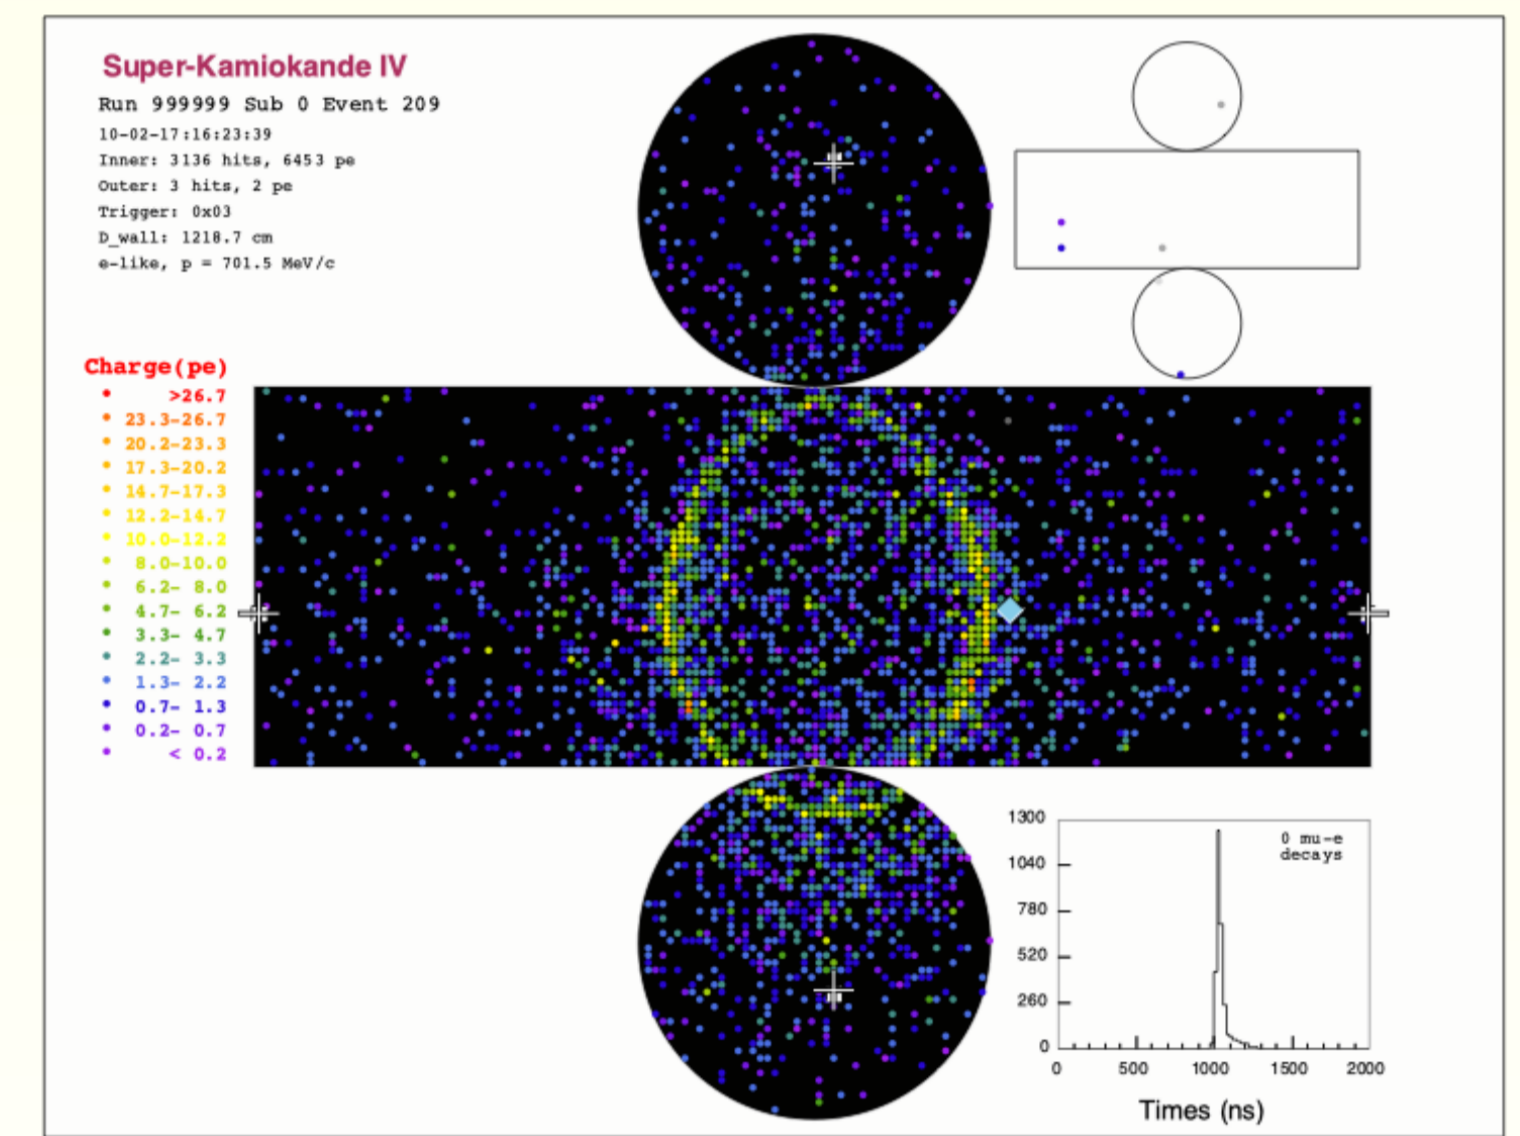 Super-Kamiokande IV
Run 999999 Sub 0 Event 209
10-02-17:16:23:39
Inner: 3136 hits, 6453 pe
Outer: 3 hits, 2 pe
Trigger: 0x03
D_wall: 1218.7 cm
e-like, p = 701.5 MeV/c
Charge(pe)
>26.7
23.3-26.7
20.2-23.3
17.3-20.2
14.7-17.3
12.2-14.7
10.0-12.2
8.0-10.0
6.2- 8.0
4.7- 6.2
3.3- 4.7
2.2- 3.3
1.3- 2.2
0.7- 1.3
0.2- 0.7
< 0.2
1300
1040
780
520
260
0
0 mu-e
decays
0 500 1000 1500 2000
Times (ns)